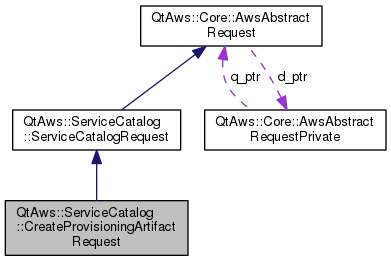 QtAws::Core::AwsAbstract
Request
q_ptr
d_ptr
QtAws::ServiceCatalog
::ServiceCatalogRequest
QtAws::Core::AwsAbstract
RequestPrivate
QtAws::ServiceCatalog
::CreateProvisioningArtifact
Request